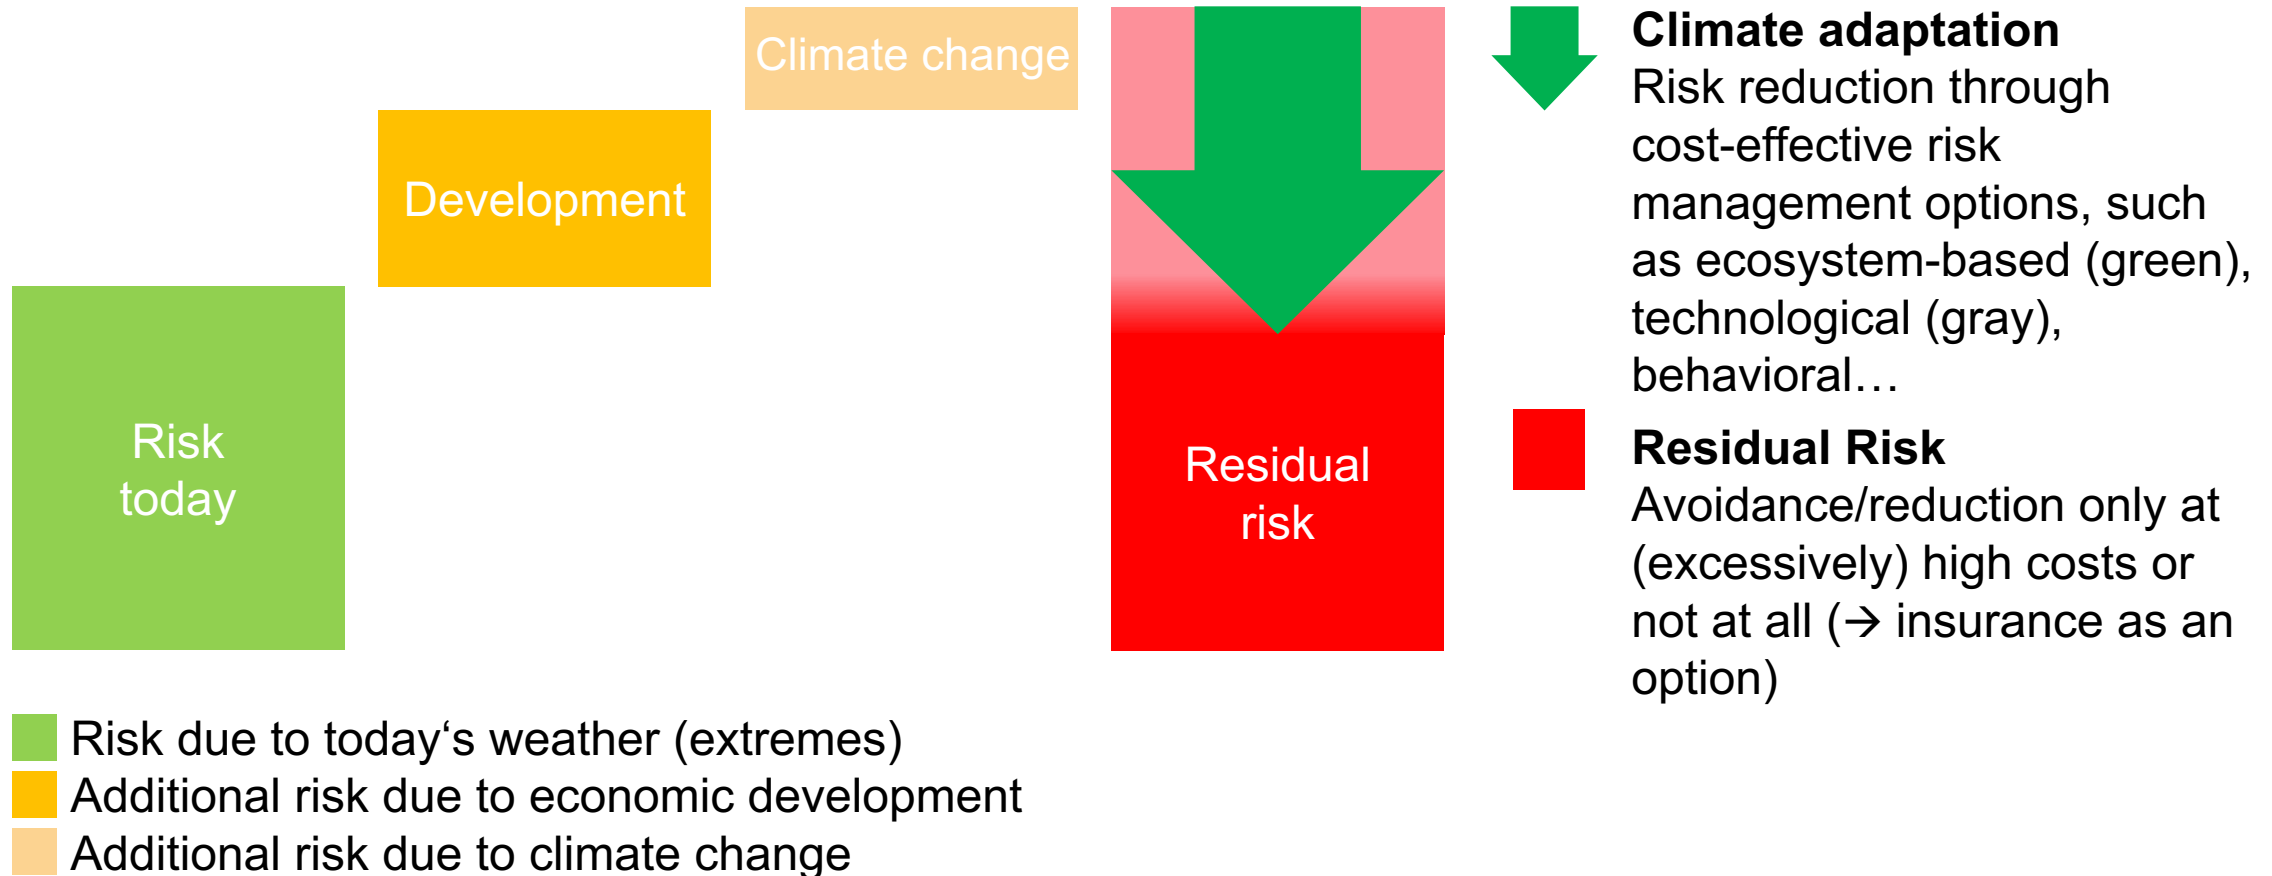 Climate change
Development
Risk
today
Residual
risk
Climate adaptation
Risk reduction through
cost-effective risk
management options, such
as ecosystem-based (green),
technological (gray),
behavioral…
Residual Risk
Avoidance/reduction only at
(excessively) high costs or
not at all (→ insurance as an
option)
Risk due to today‘s weather (extremes)
Additional risk due to economic development
Additional risk due to climate change